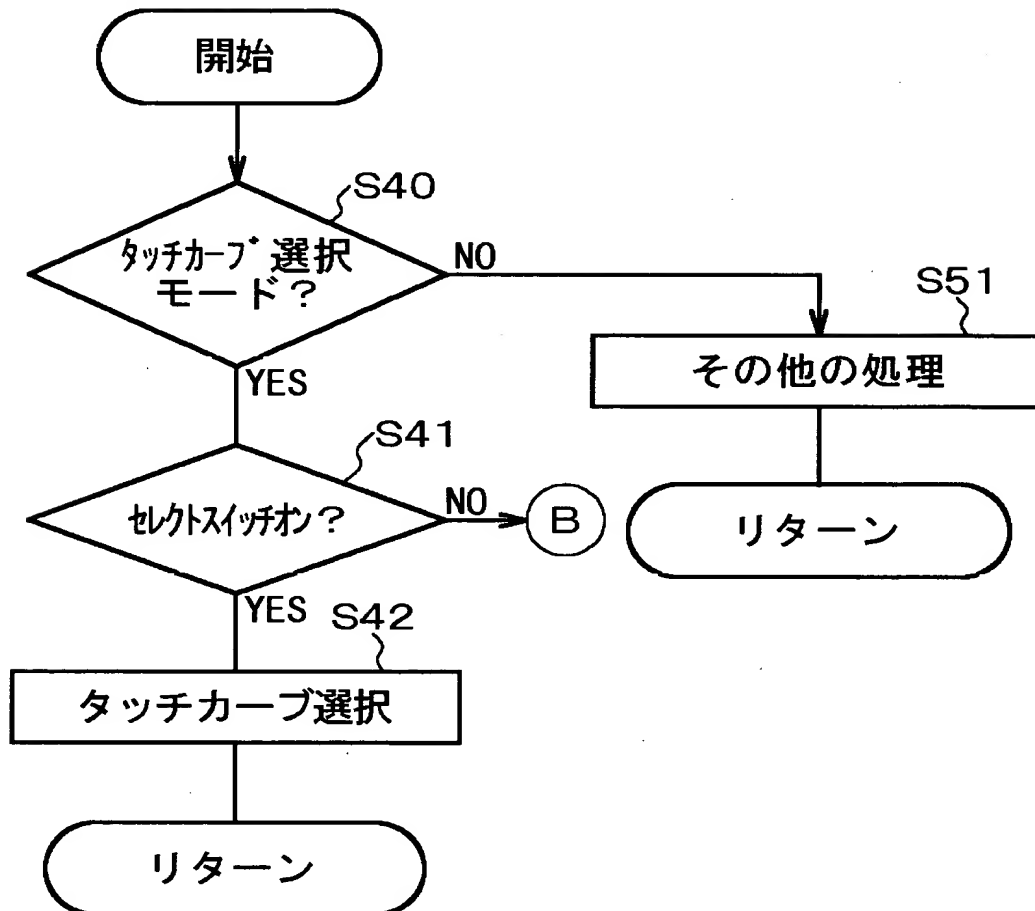 開始
S40
タッチカーブ選択
モード？
NO
YES
S51
その他の処理
リターン
S41
セレクトスイッチオン？
NO
B
YES
S42
タッチカーブ選択
リターン